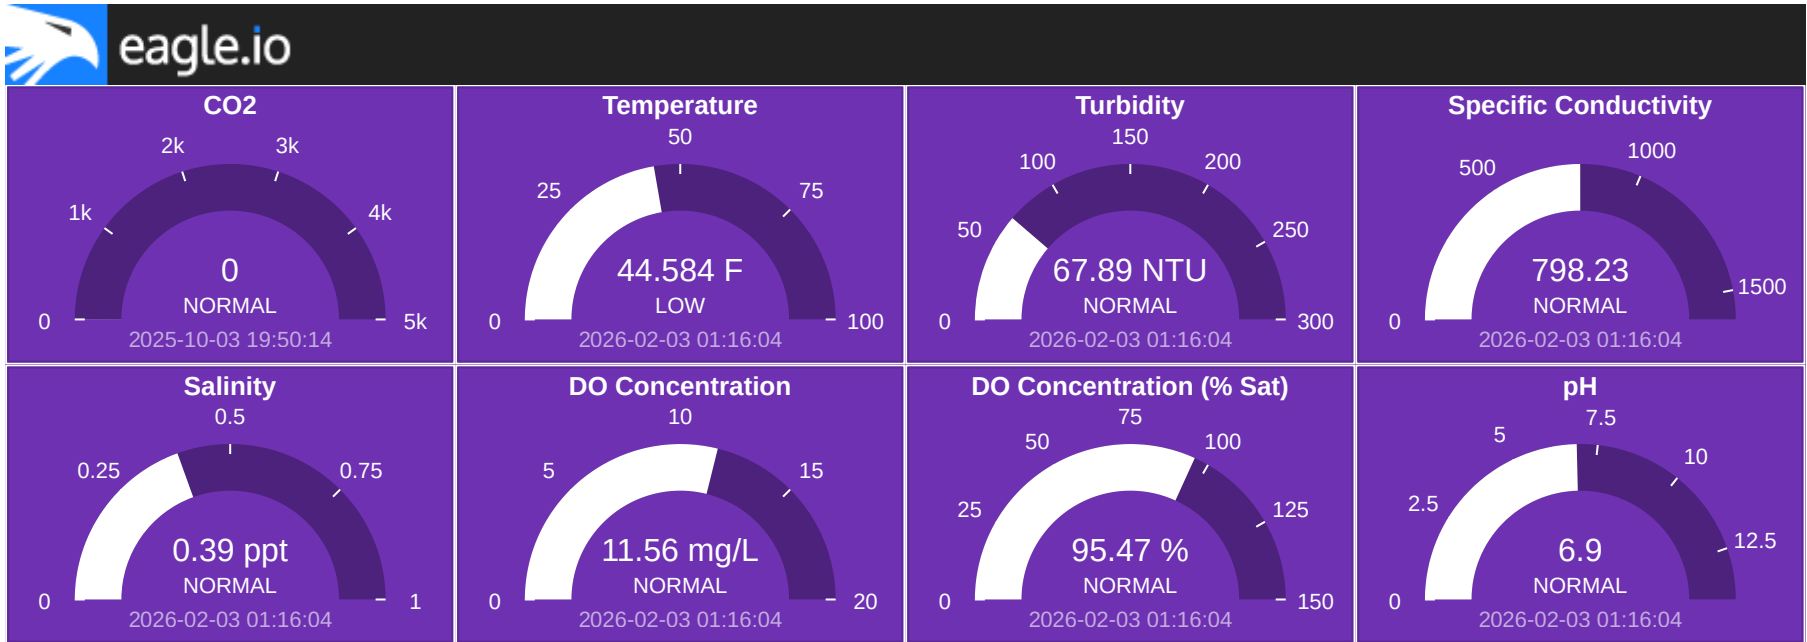 eagle.io
CO2
0
1k
2k
3k
4k
5k
0
NORMAL
2025-10-03 19:50:14
Temperature
0
25
50
75
100
44.584 F
LOW
2026-02-03 01:16:04
Turbidity
0
50
100
150
200
250
300
67.89 NTU
NORMAL
2026-02-03 01:16:04
Specific Conductivity
0
500
1000
1500
798.23
NORMAL
2026-02-03 01:16:04
Salinity
0
0.25
0.5
0.75
1
0.39 ppt
NORMAL
2026-02-03 01:16:04
DO Concentration
0
5
10
15
20
11.56 mg/L
NORMAL
2026-02-03 01:16:04
DO Concentration (% Sat)
0
25
50
75
100
125
150
95.47 %
NORMAL
2026-02-03 01:16:04
pH
0
2.5
5
7.5
10
12.5
6.9
NORMAL
2026-02-03 01:16:04